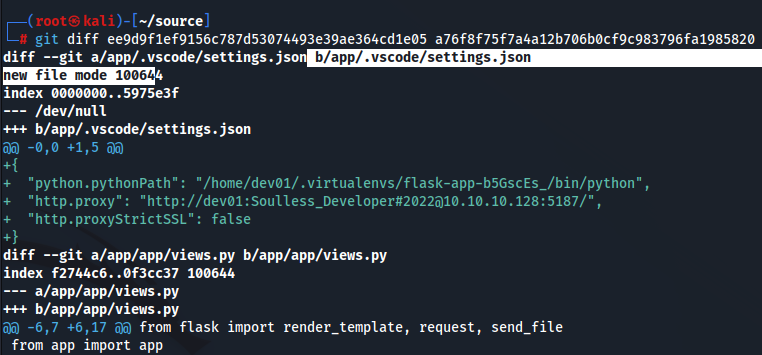 ┌──(root㉿kali)-[~/source]
└─# git diff ee9d9f1ef9156c787d53074493e39ae364cd1e05 a76f8f75f7a4a12b706b0cf9c983796fa1985820
diff --git a/app/.vscode/settings.json b/app/.vscode/settings.json
new file mode 100644
index 0000000..5975e3f
--- /dev/null
+++ b/app/.vscode/settings.json
@@ -0,0 +1,5 @@
+{
+  "python.pythonPath": "/home/dev01/.virtualenvs/flask-app-b5GscEs_/bin/python",
+  "http.proxy": "http://dev01:Soulless_Developer#2022@10.10.10.128:5187/",
+  "http.proxyStrictSSL": false
+}
diff --git a/app/app/views.py b/app/app/views.py
index f2744c6..0f3cc37 100644
--- a/app/app/views.py
+++ b/app/app/views.py
@@ -6,7 +6,17 @@ from flask import render_template, request, send_file
 from app import app